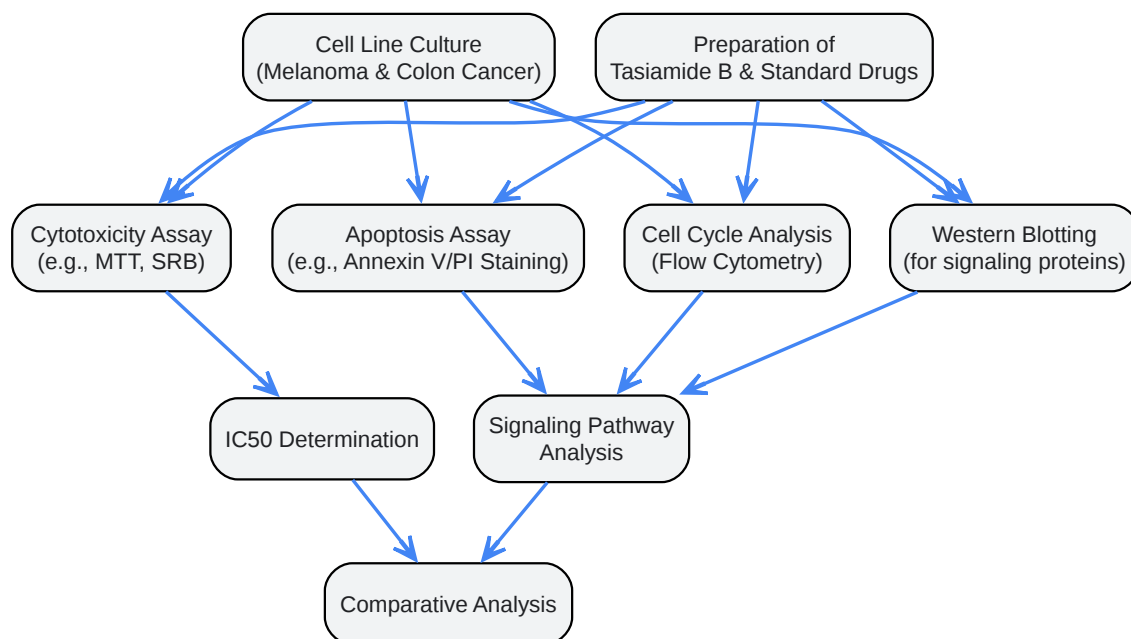 Cell Line Culture
(Melanoma & Colon Cancer)
Preparation of
Tasiamide B & Standard Drugs
Cytotoxicity Assay
(e.g., MTT, SRB)
Apoptosis Assay
(e.g., Annexin V/PI Staining)
Cell Cycle Analysis
(Flow Cytometry)
Western Blotting
(for signaling proteins)
IC50 Determination
Signaling Pathway
Analysis
Comparative Analysis